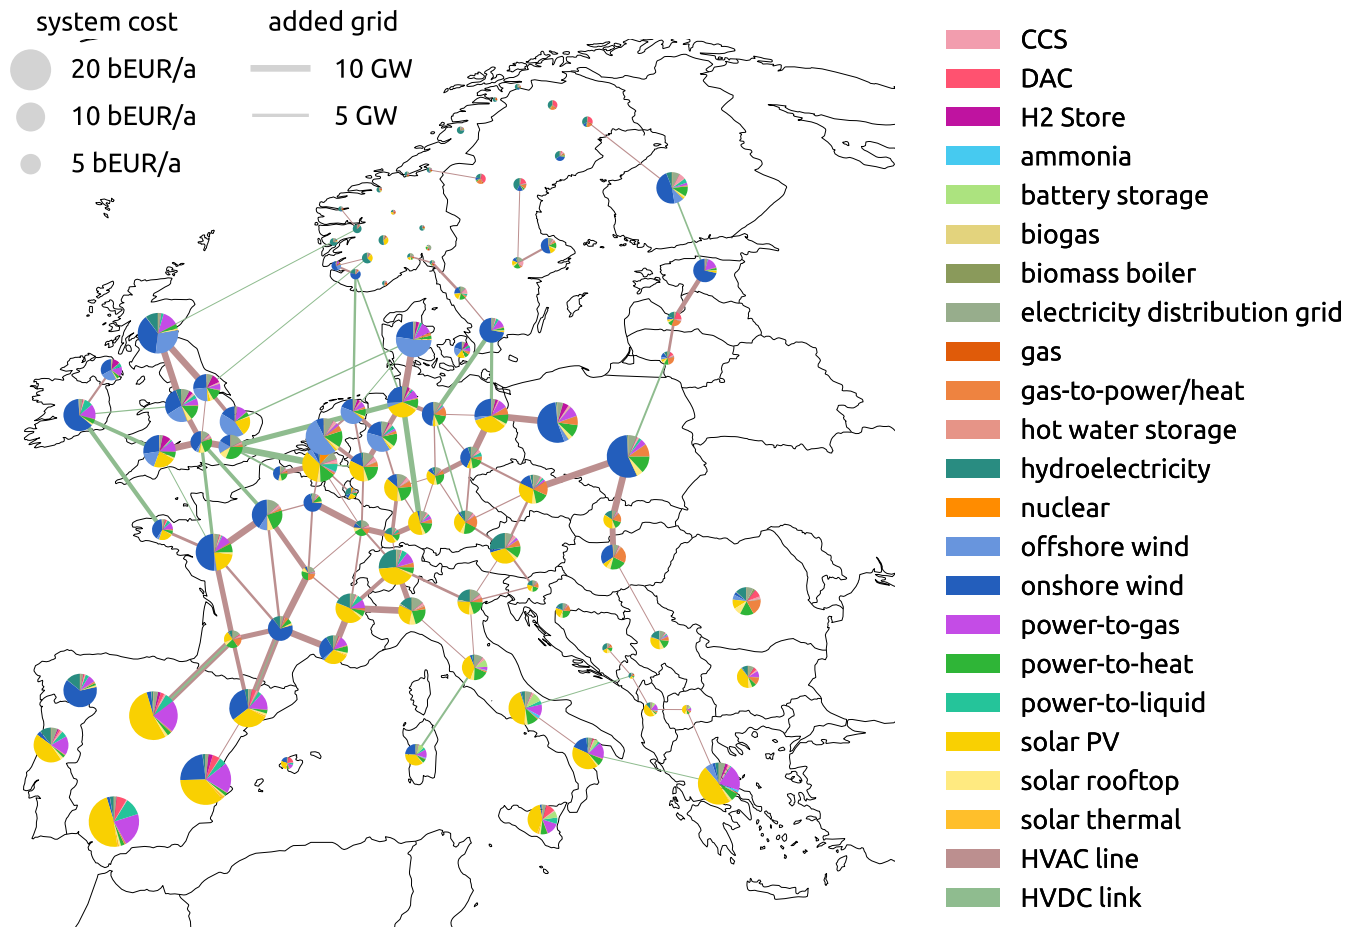 system cost
added grid
20 bEUR/a
10 GW
10 bEUR/a
5 GW
5 bEUR/a
CCS
DAC
H2 Store
ammonia
battery storage
biogas
biomass boiler
electricity distribution grid
gas
gas-to-power/heat
hot water storage
hydroelectricity
nuclear
offshore wind
onshore wind
power-to-gas
power-to-heat
power-to-liquid
solar PV
solar rooftop
solar thermal
HVAC line
HVDC link